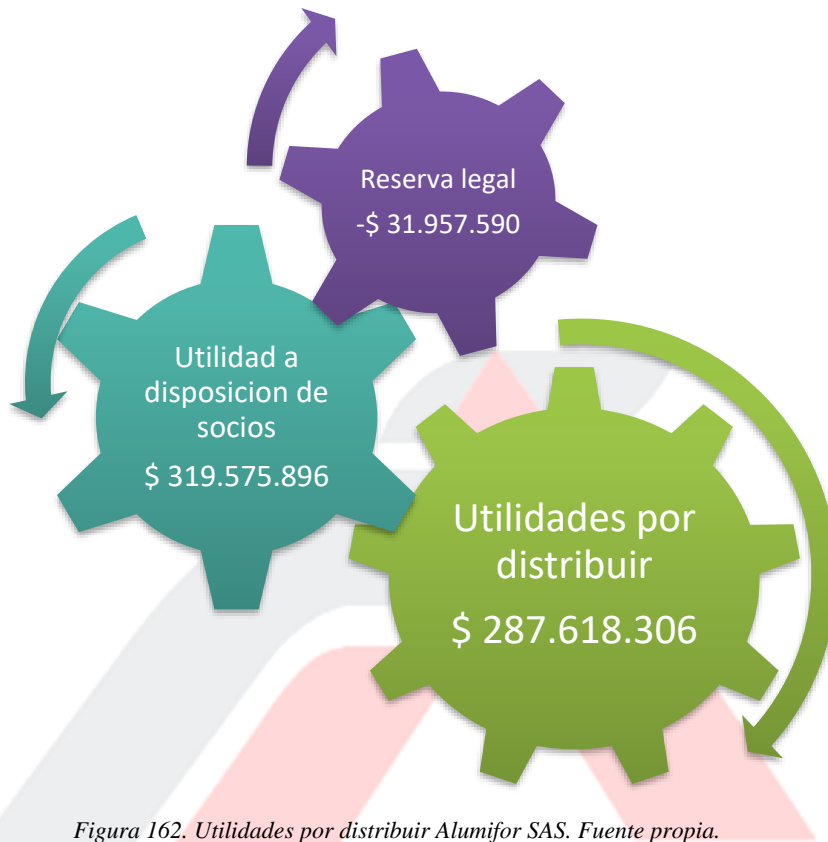 Reserva legal
-$ 31.957.590
Utilidad a
disposicion de
socios
$ 319.575.896
Utilidades por
distribuir
$ 287.618.306
Figura 162. Utilidades por distribuir Alumifor SAS. Fuente propia.